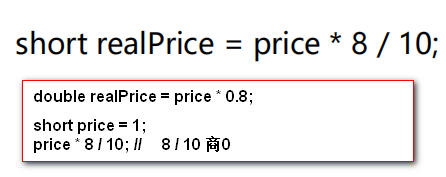 short realPrice = price * 8 / 10;
double realPrice = price * 0.8;
short price = 1;
price * 8 / 10; //    8 / 10 商0